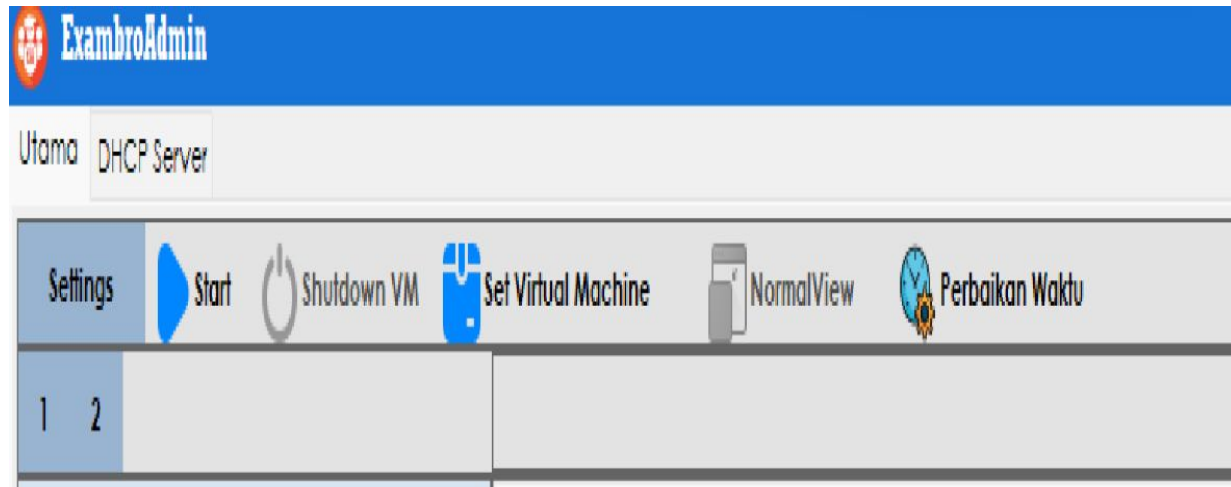 ExambroAdmin
Utama DHCP Server
Settings Start Shutdown VM Set Virtual Machine NormalView Perbaikan Waktu
1 2